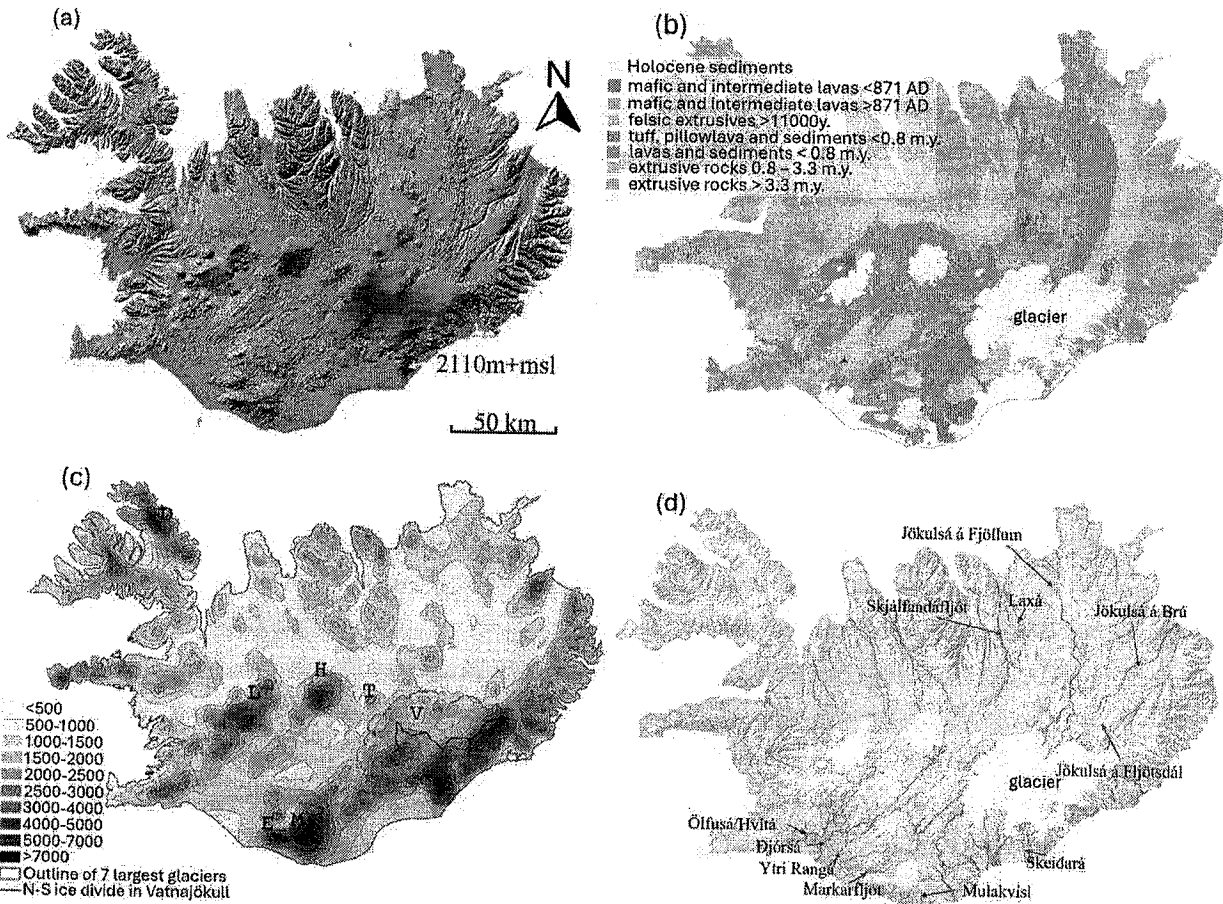 (a)
N
2110m+msl
50 km
(b)
Holocene sediments
mafic and intermediate lavas <871 AD
mafic and intermediate lavas >871 AD
felsic extrusives >11000y.
tuff, pillowlava and sediments <0.8 m.y.
lavas and sediments < 0.8 m.y.
extrusive rocks 0.8 - 3.3 m.y.
extrusive rocks > 3.3 m.y.
glacier
(c)
D
L
H
T
V
E
M
<500
500-1000
1000-1500
1500-2000
2000-2500
2500-3000
3000-4000
4000-5000
5000-7000
>7000
Outline of 7 largest glaciers
N-S ice divide in Vatnajökull
(d)
Jökulsá á Fjöllum
Skjálfandafljót
Laxá
Jökulsá á Brú
Jökulsá á Fljótsdál
glacier
Ölfusá/Hvítá
Þjórsá
Ytri Rangá
Markarfljót
Mulakvísl
Skeiðará